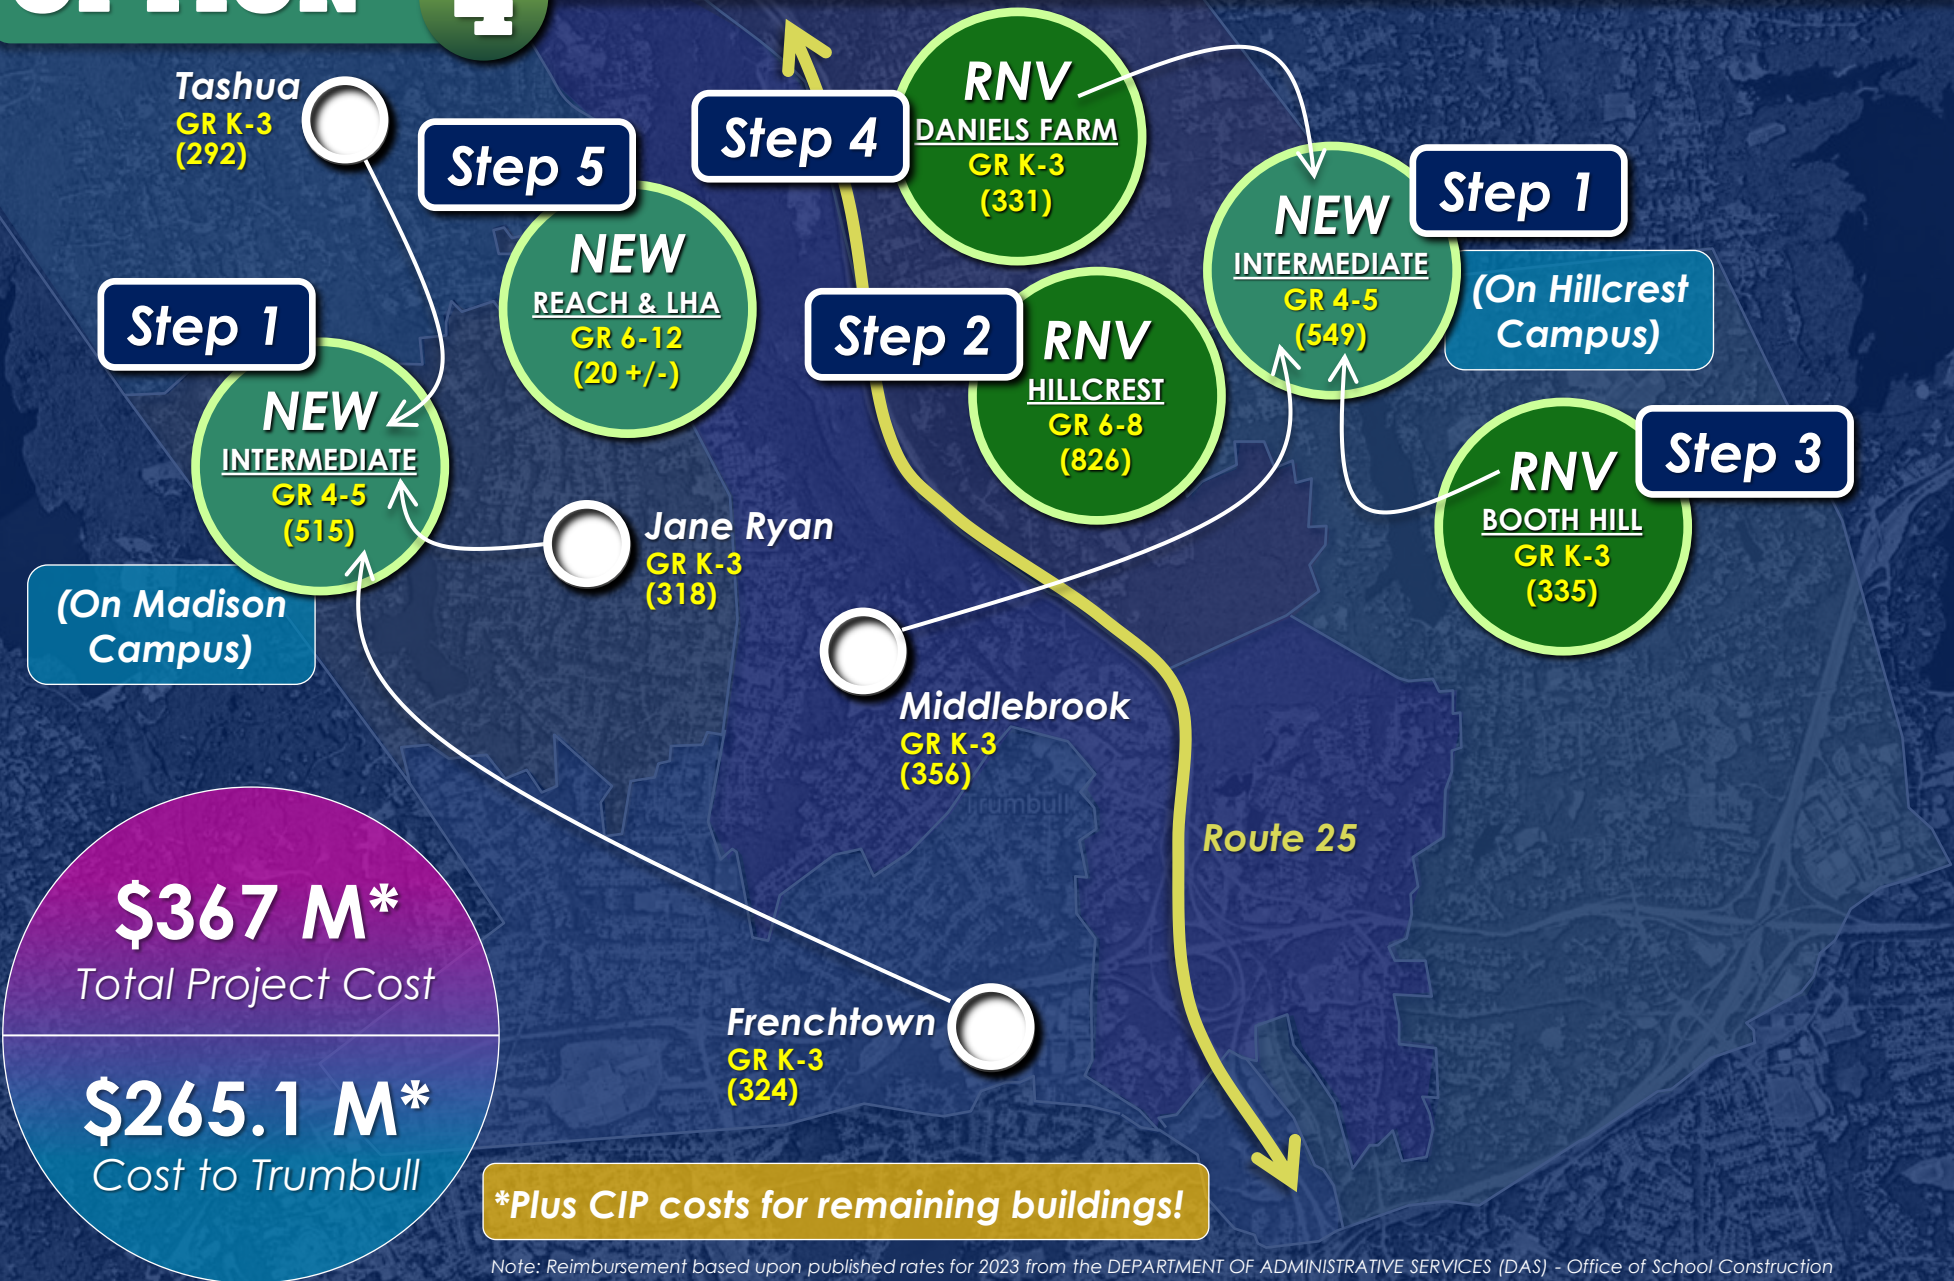 OPTION 4
Tashua
GR K-3
(292)
Step 5
NEW
REACH & LHA
GR 6-12
(20 +/-)
Step 4
RNV
DANIELS FARM
GR K-3
(331)
Step 1
NEW
INTERMEDIATE
GR 4-5
(549)
(On Hillcrest
Campus)
Step 1
NEW
INTERMEDIATE
GR 4-5
(515)
(On Madison
Campus)
Step 2
RNV
HILLCREST
GR 6-8
(826)
Step 3
RNV
BOOTH HILL
GR K-3
(335)
Jane Ryan
GR K-3
(318)
Middlebrook
GR K-3
(356)
Trumbull
Route 25
$367 M*
Total Project Cost
$265.1 M*
Cost to Trumbull
Frenchtown
GR K-3
(324)
*Plus CIP costs for remaining buildings!
Note: Reimbursement based upon published rates for 2023 from the DEPARTMENT OF ADMINISTRATIVE SERVICES (DAS) - Office of School Construction